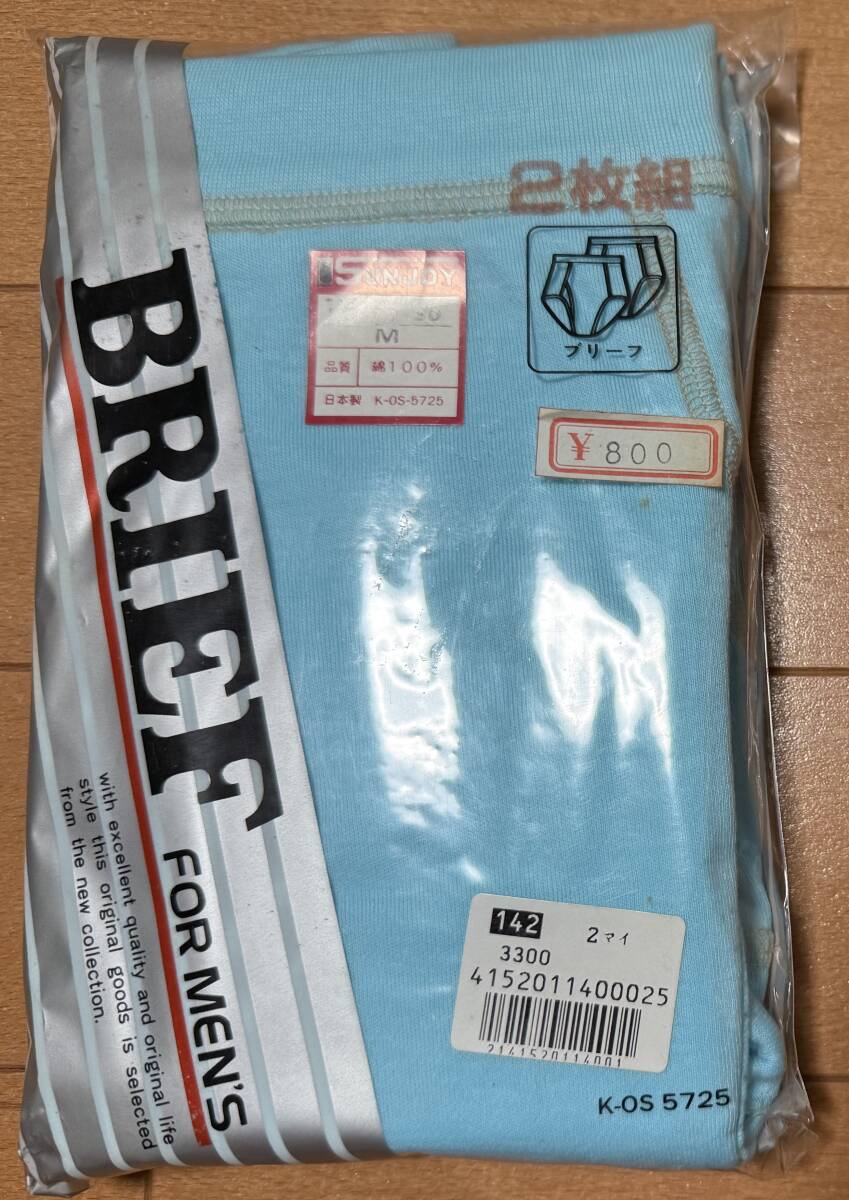 2枚組
ブリーフ
SUNJOY
M
品質 綿100%
日本製 K-OS-5725
¥800
BRIEF
FOR MEN'S
with excellent quality and original life
style this original goods is selected
from the new collection.
142 2マイ
3300
4152011400025
K-OS 5725